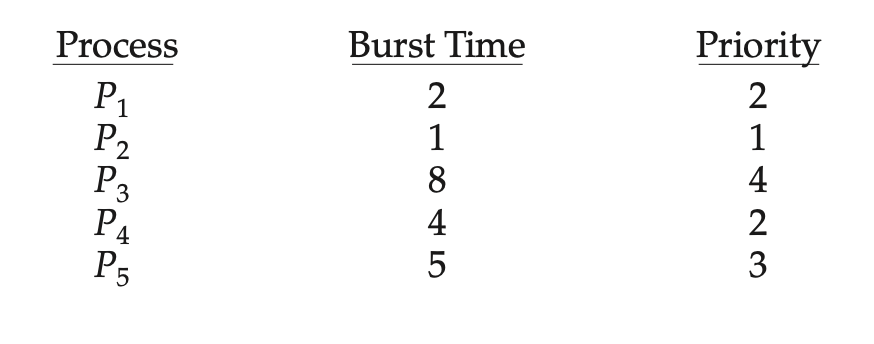 Process Burst Time Priority
P1 2 2
P2 1 1
P3 8 4
P4 4 2
P5 5 3